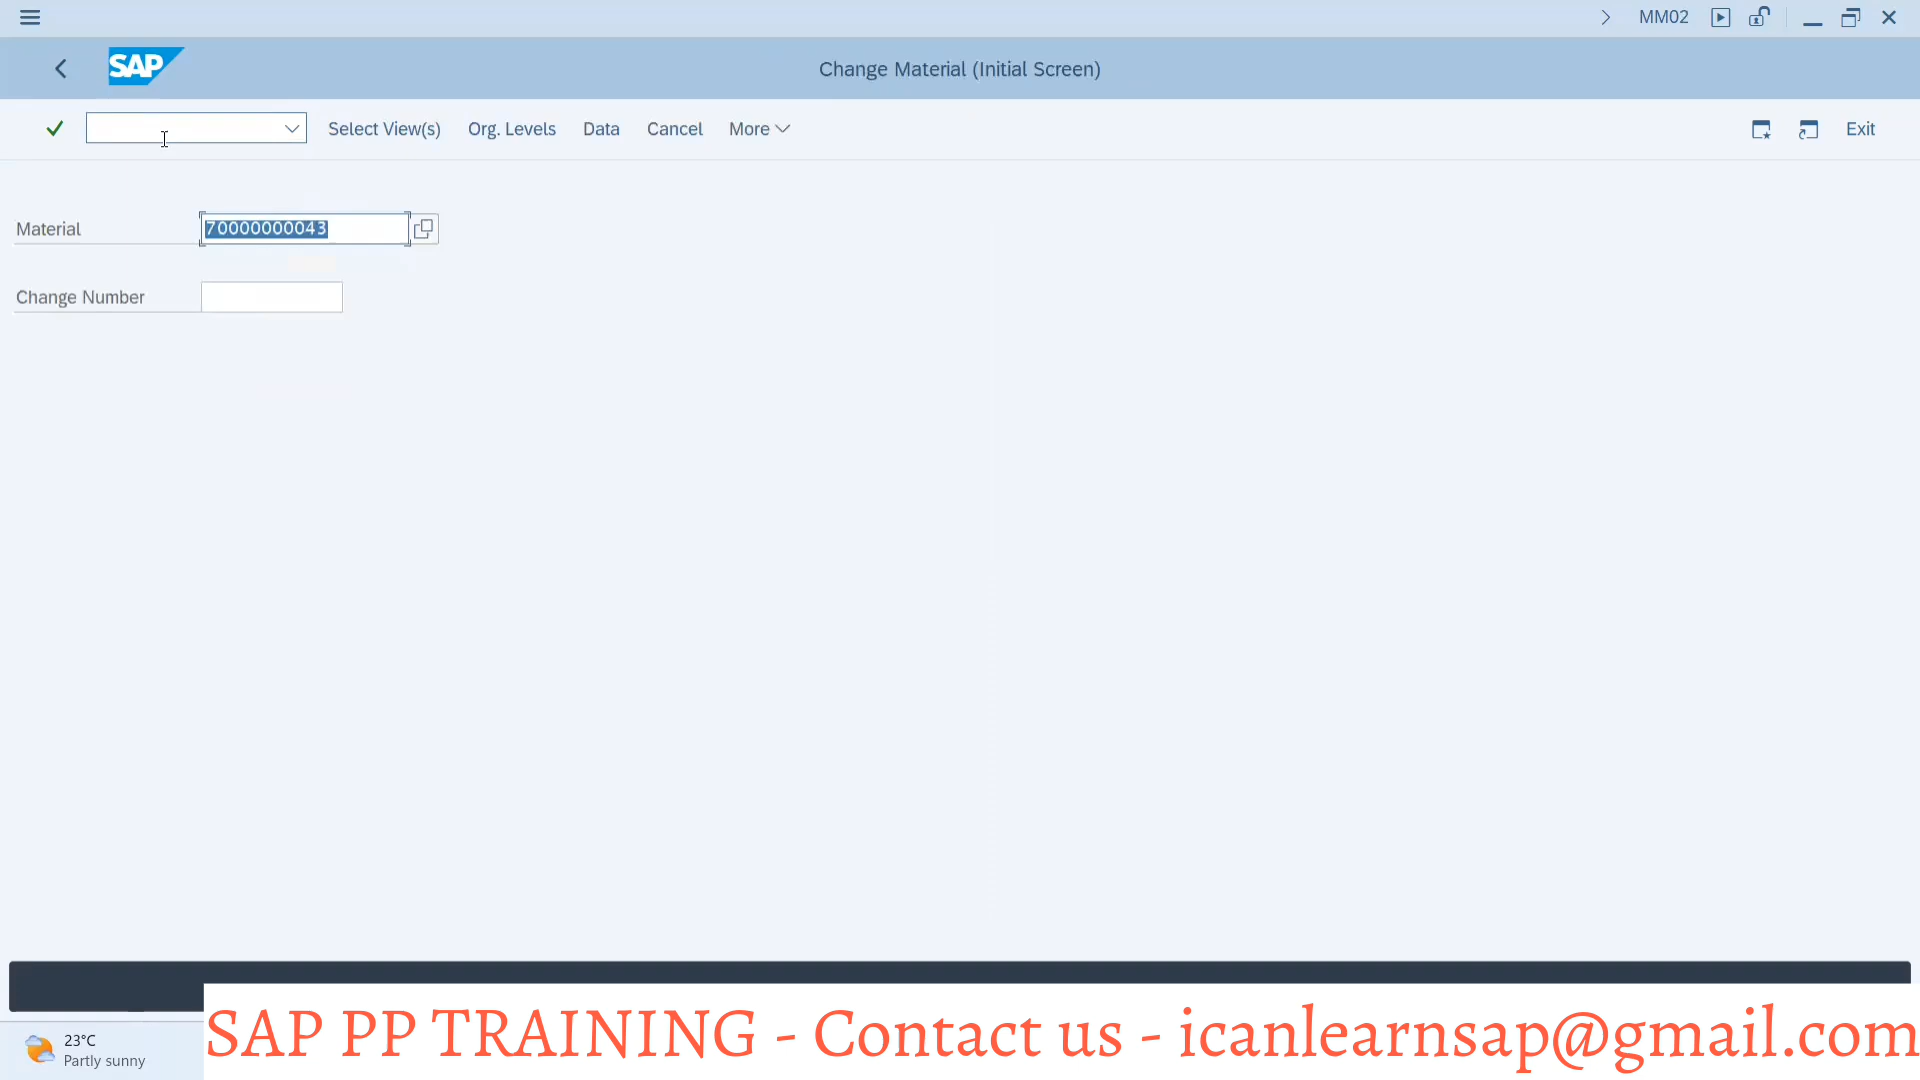 MM02
SAP
Change Material (Initial Screen)
Select View(s) Org. Levels Data Cancel More Exit
Material 70000000043
Change Number
23°C
Partly sunny
SAP PP TRAINING - Contact us - icanlearnsap@gmail.com